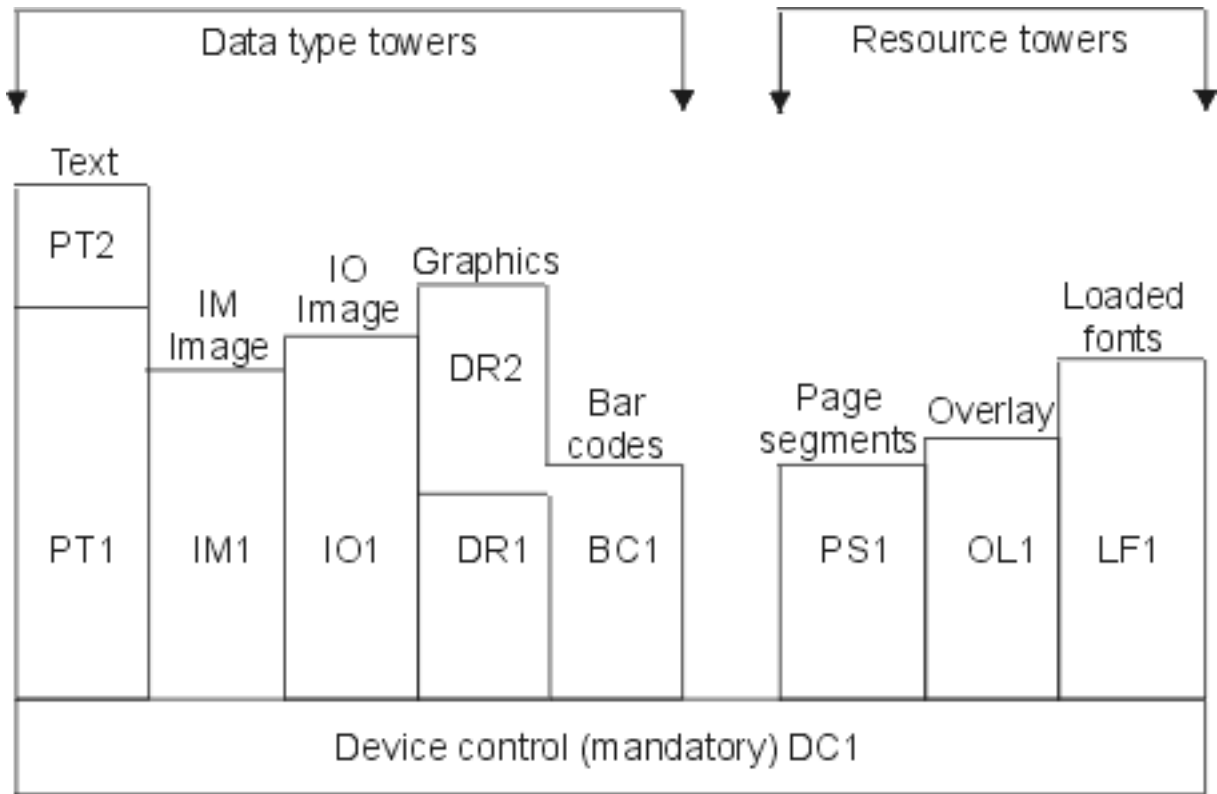 Data type towers
Resource towers
Text
PT2
IO
Image
Graphics
IM
Image
DR2
Loaded
fonts
Bar
codes
Page
segments
Overlay
PT1
IM1
IO1
DR1
BC1
PS1
OL1
LF1
Device control (mandatory) DC1